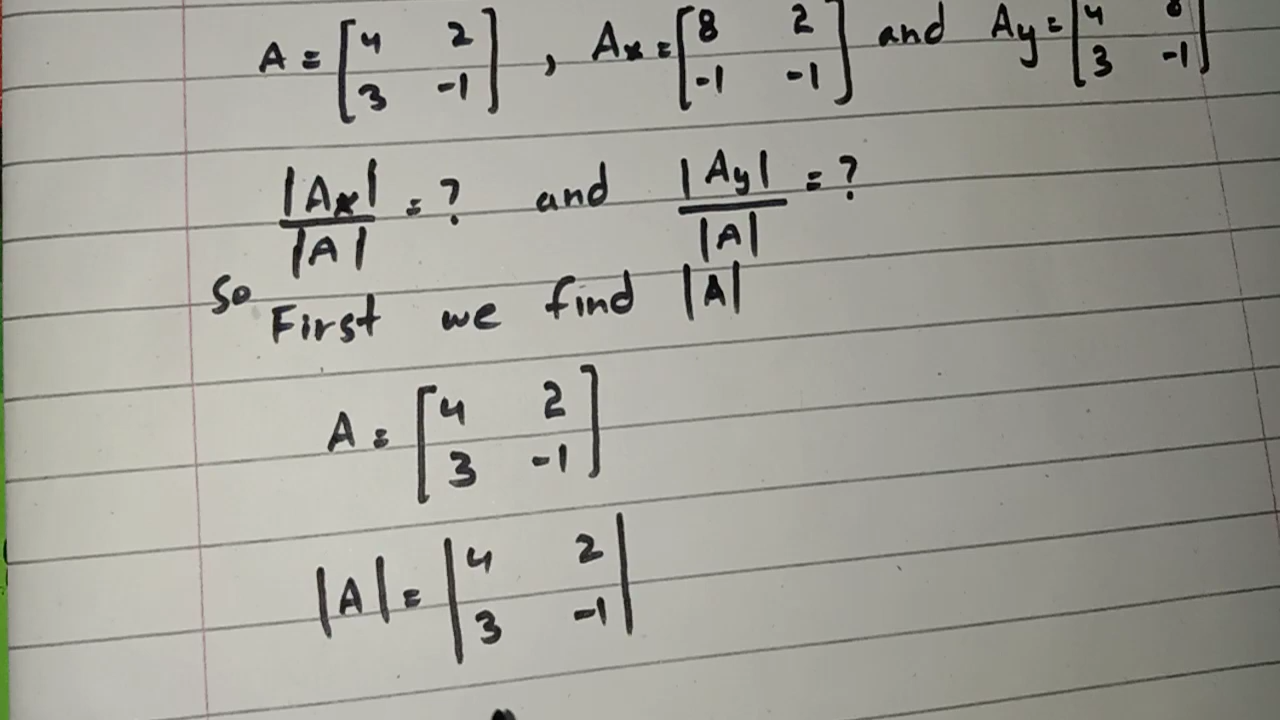 A = [4 2 3 -1], Ax = [8 2 -1 -1] and Ay = [4 8 3 -1]
|Ax| / |A| = ? and |Ay| / |A| = ?
So First we find |A|
A = [4 2 3 -1]
|A| = |4 2 3 -1|